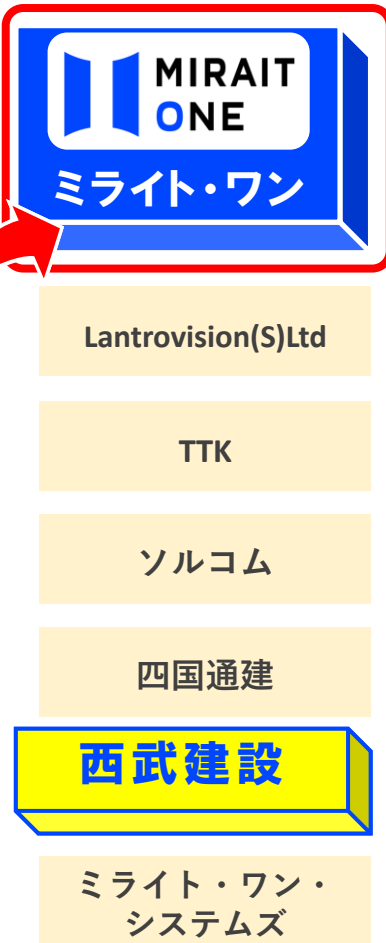 MIRAIT
ONE
ミライト・ワン
Lantrovision(S)Ltd
TTK
ソルコム
四国通建
西武建設
ミライト・ワン・
システムズ